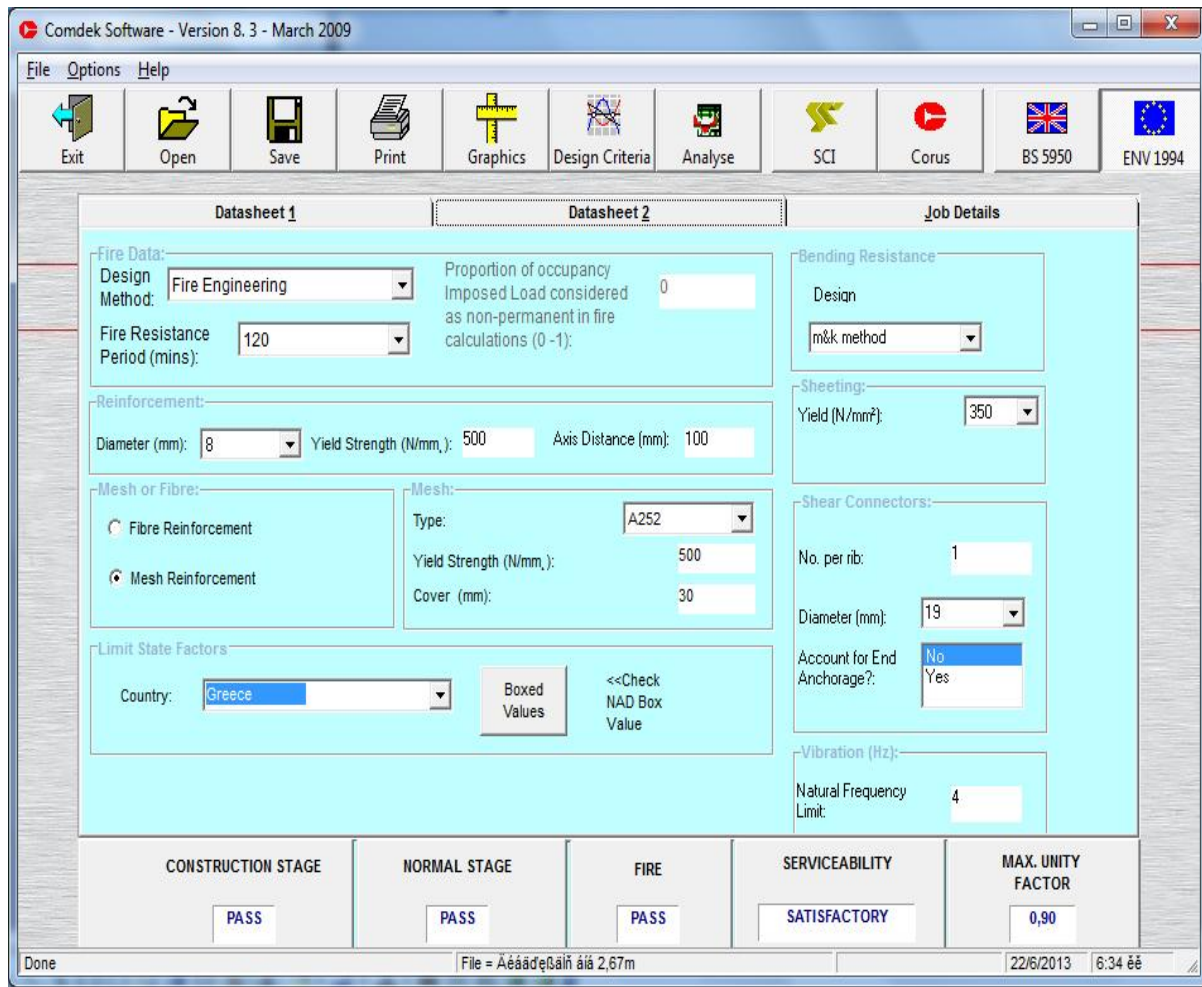 Comdek Software - Version 8. 3 - March 2009
File Options Help
Exit Open Save Print Graphics Design Criteria Analyse SCI Corus BS 5950 ENV 1994
Datasheet 1 Datasheet 2 Job Details
Fire Data:
Design
Method: Fire Engineering
Fire Resistance
Period (mins): 120
Proportion of occupancy
Imposed Load considered
as non-permanent in fire
calculations (0 -1):
0
Bending Resistance
Design
m&k method
Reinforcement:
Diameter (mm): 8 Yield Strength (N/mm¸): 500 Axis Distance (mm): 100
Sheeting:
Yield (N/mm²): 350
Mesh or Fibre:
Fibre Reinforcement
Mesh Reinforcement
Mesh:
Type: A252
Yield Strength (N/mm¸): 500
Cover (mm): 30
Shear Connectors:
No. per rib: 1
Diameter (mm): 19
Account for End
Anchorage?:
No
Yes
Limit State Factors
Country: Greece
Boxed
Values
<<Check
NAD Box
Value
Vibration (Hz):
Natural Frequency
Limit: 4
CONSTRUCTION STAGE
PASS
NORMAL STAGE
PASS
FIRE
PASS
SERVICEABILITY
SATISFACTORY
MAX. UNITY
FACTOR
0,90
Done File = 2,67m 22/6/2013 6:34 ěě